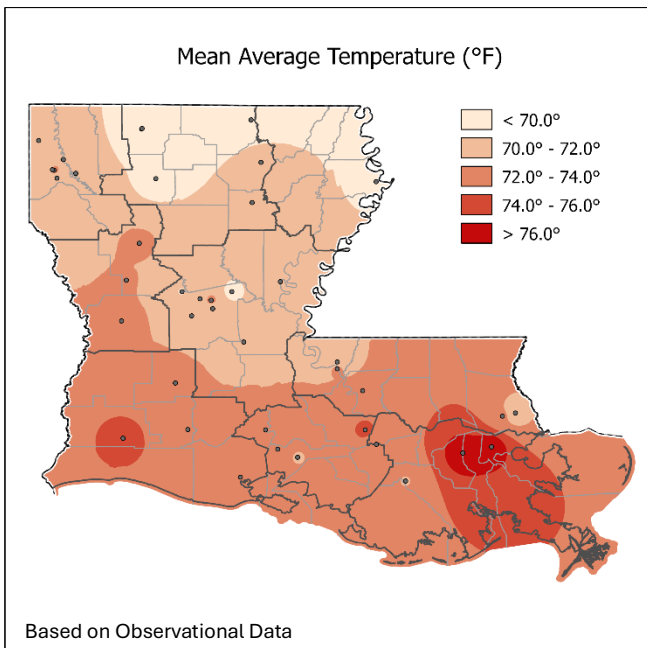 Mean Average Temperature (°F)
< 70.0°
70.0° - 72.0°
72.0° - 74.0°
74.0° - 76.0°
> 76.0°
Based on Observational Data